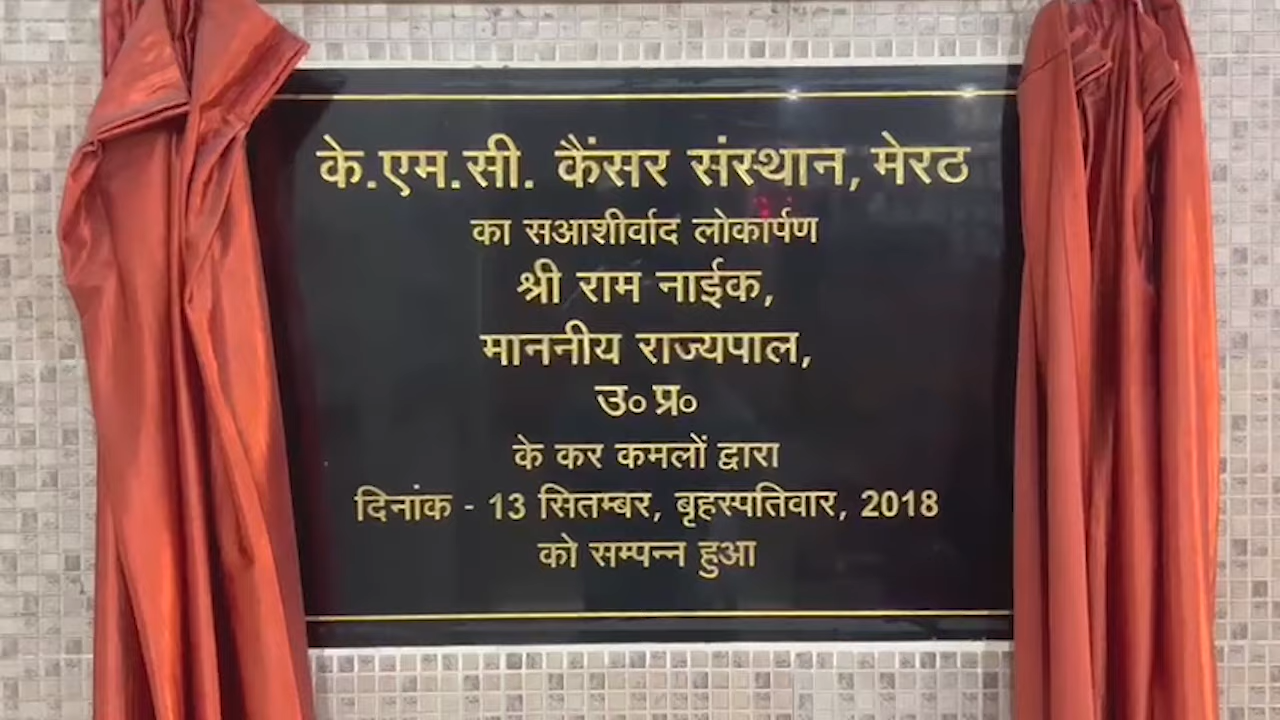 के.एम.सी. कैंसर संस्थान, मेरठ
का सआशीर्वाद लोकार्पण
श्री राम नाईक,
माननीय राज्यपाल,
उ० प्र०
के कर कमलों द्वारा
दिनांक - 13 सितम्बर, बृहस्पतिवार, 2018
को सम्पन्न हुआ